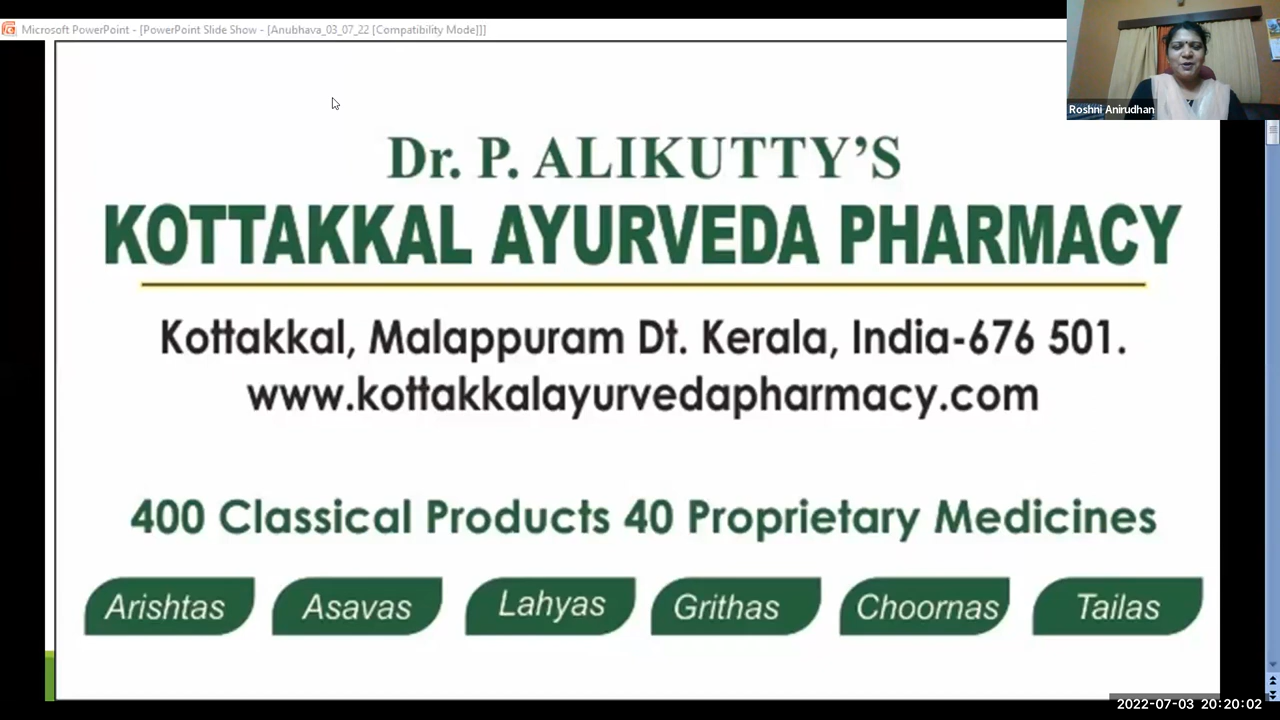 Microsoft PowerPoint - [PowerPoint Slide Show - [Anubhava_03_07_22 [Compatibility Mode]]]
Roshni Anirudhan
Dr. P. ALIKUTTY'S
KOTTAKKAL AYURVEDA PHARMACY
Kottakkal, Malappuram Dt. Kerala, India-676 501.
www.kottakkalayurvedapharmacy.com
400 Classical Products 40 Proprietary Medicines
Arishtas Asavas Lahyas Grithas Choornas Tailas
2022-07-03 20:20:02